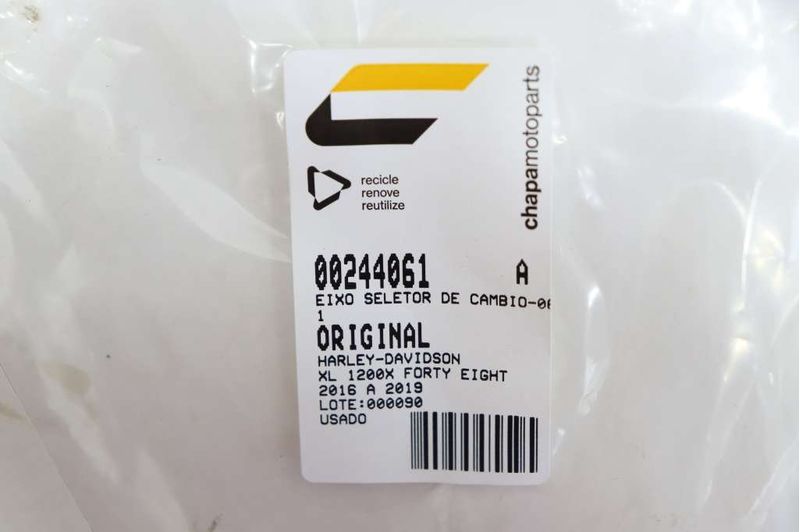 chapamotoparts
recicle
renove
reutilize
00244061 A
EIXO SELETOR DE CAMBIO-06
1
ORIGINAL
HARLEY-DAVIDSON
XL 1200X FORTY EIGHT
2016 A 2019
LOTE:000090
USADO